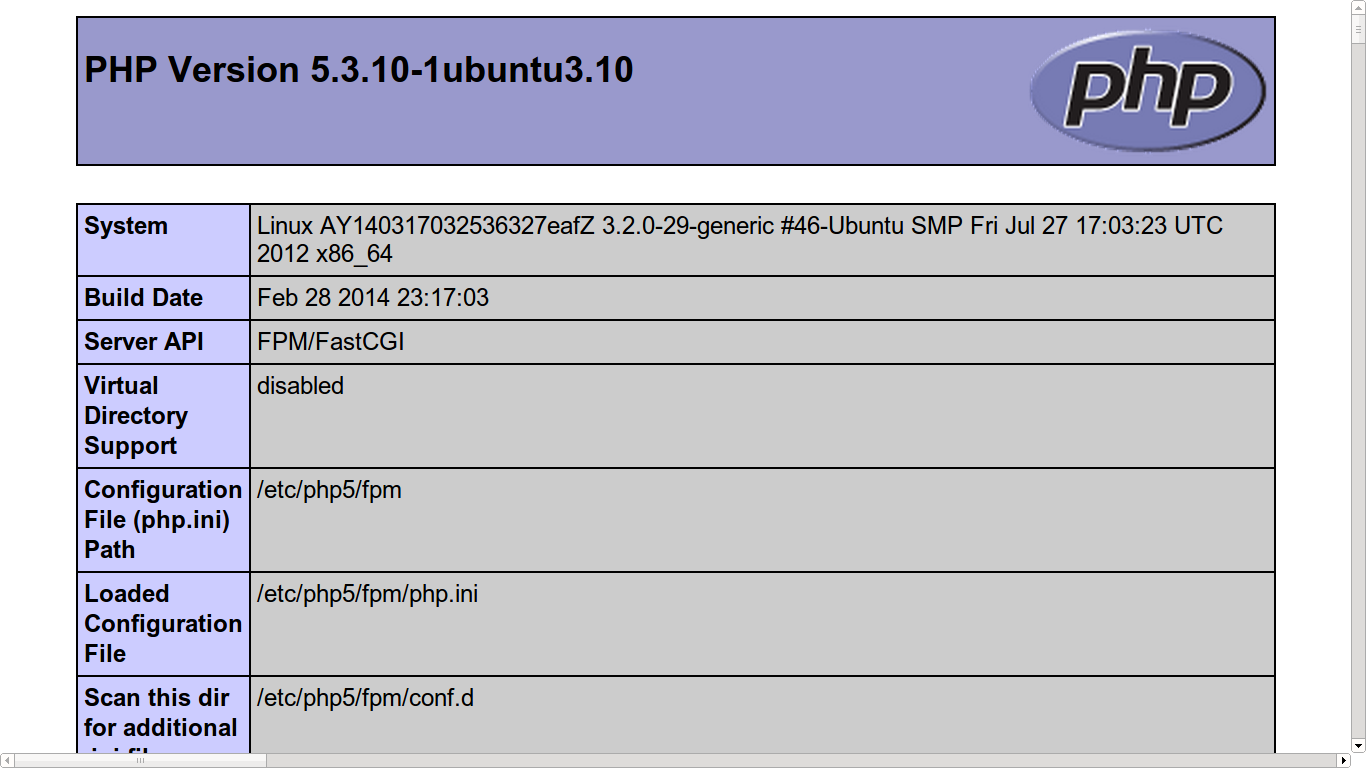 PHP Version 5.3.10-1ubuntu3.10
php
System
Linux AY140317032536327eafZ 3.2.0-29-generic #46-Ubuntu SMP Fri Jul 27 17:03:23 UTC
2012 x86_64
Build Date
Feb 28 2014 23:17:03
Server API
FPM/FastCGI
Virtual
Directory
Support
disabled
Configuration
File (php.ini)
Path
/etc/php5/fpm
Loaded
Configuration
File
/etc/php5/fpm/php.ini
Scan this dir
for additional
/etc/php5/fpm/conf.d